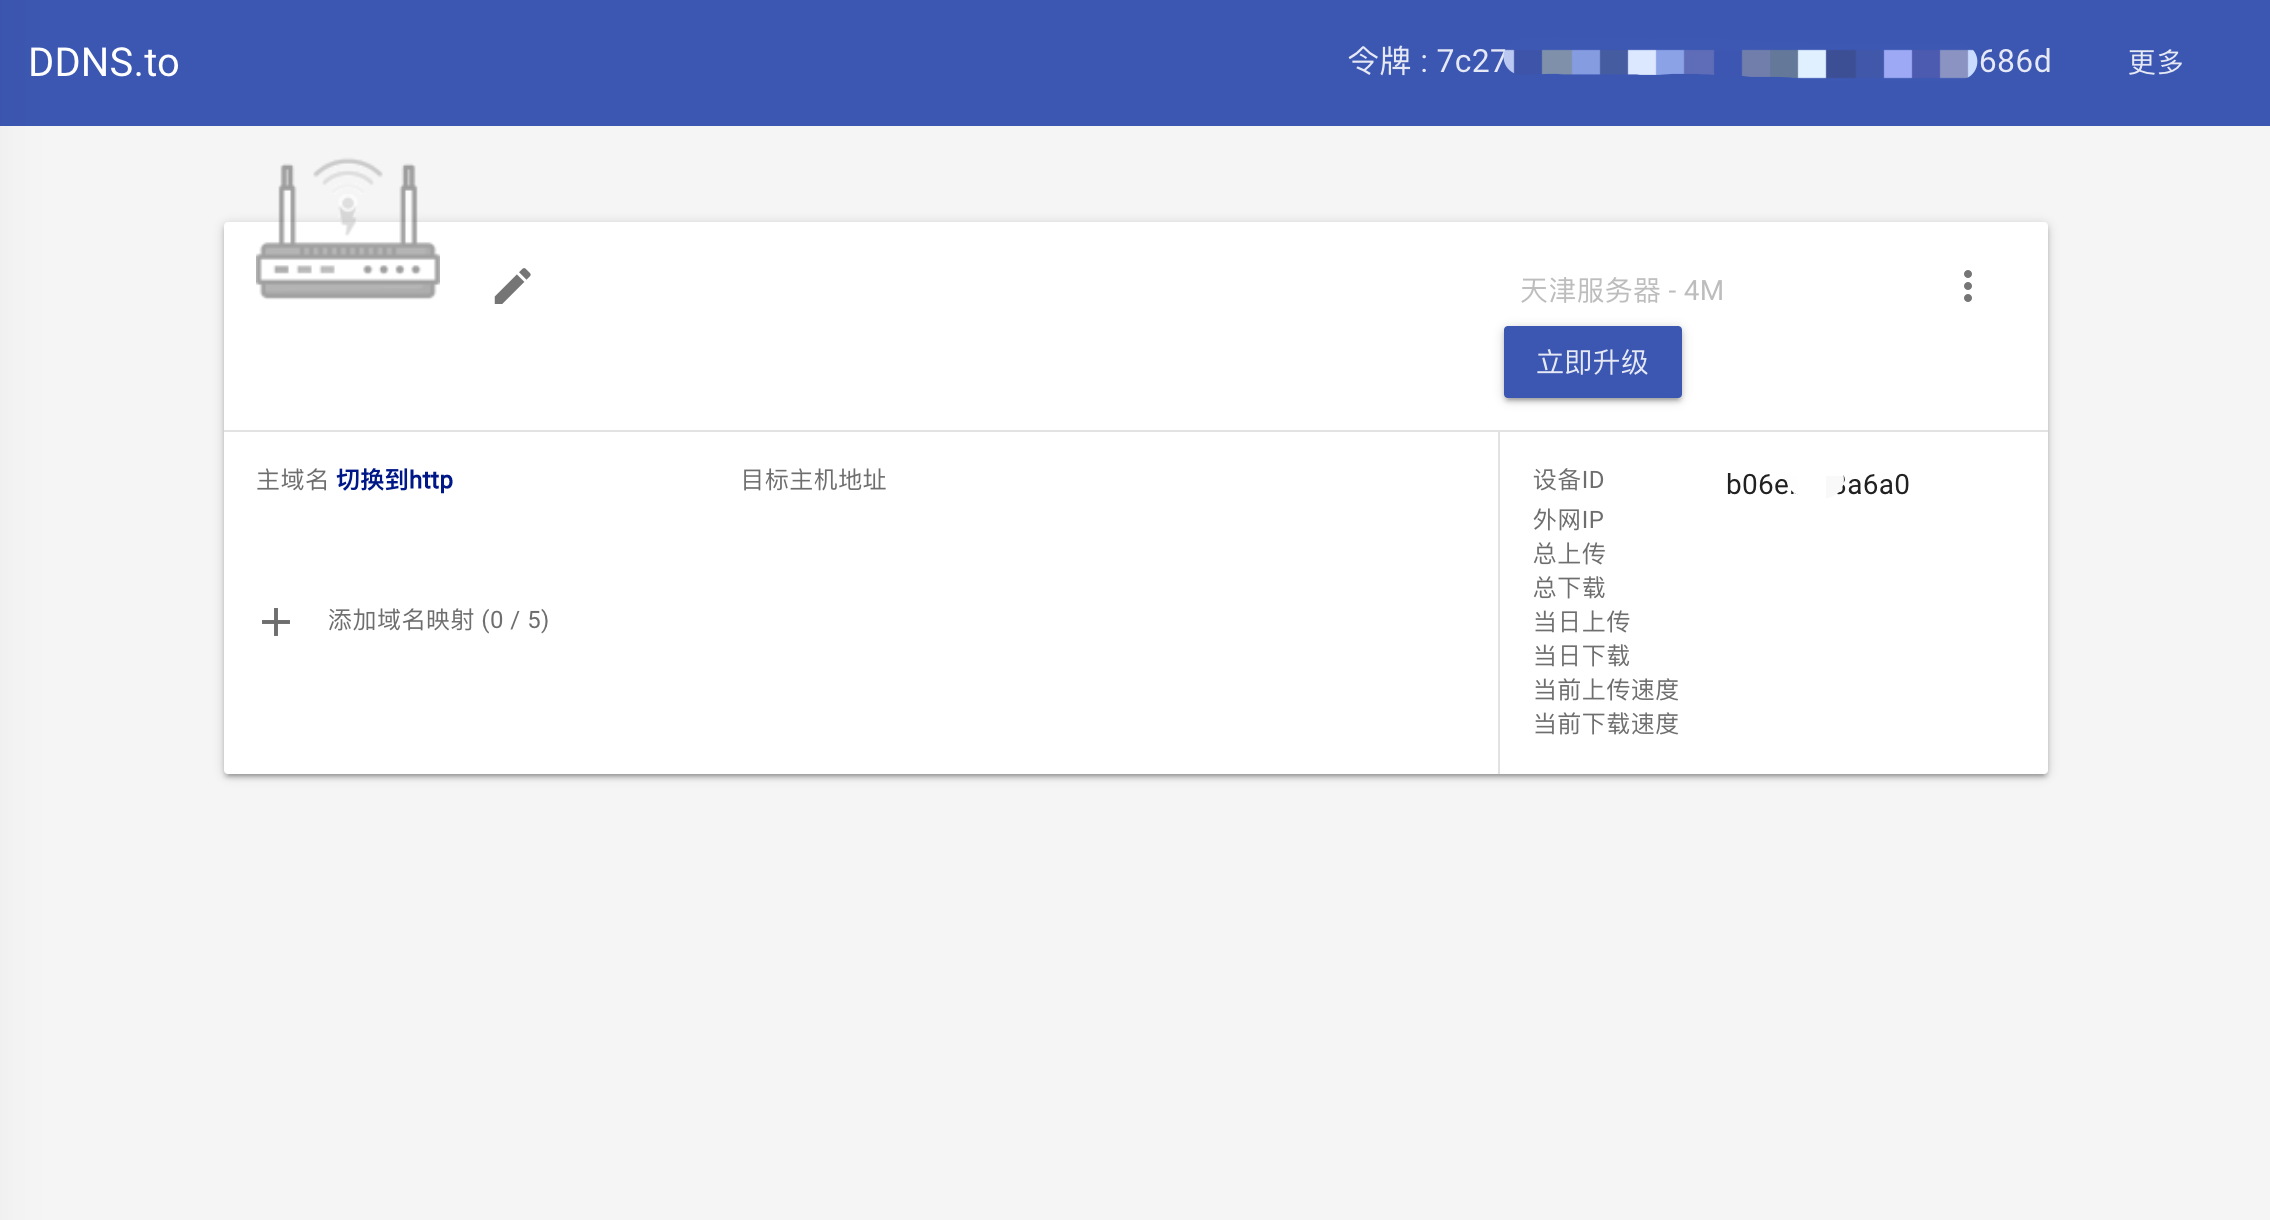 DDNS.to
令牌 : 7c27 686d
更多
天津服务器 - 4M
立即升级
主域名 切换到http
目标主机地址
添加域名映射 (0 / 5)
设备ID b06e a6a0
外网IP
总上传
总下载
当日上传
当日下载
当前上传速度
当前下载速度